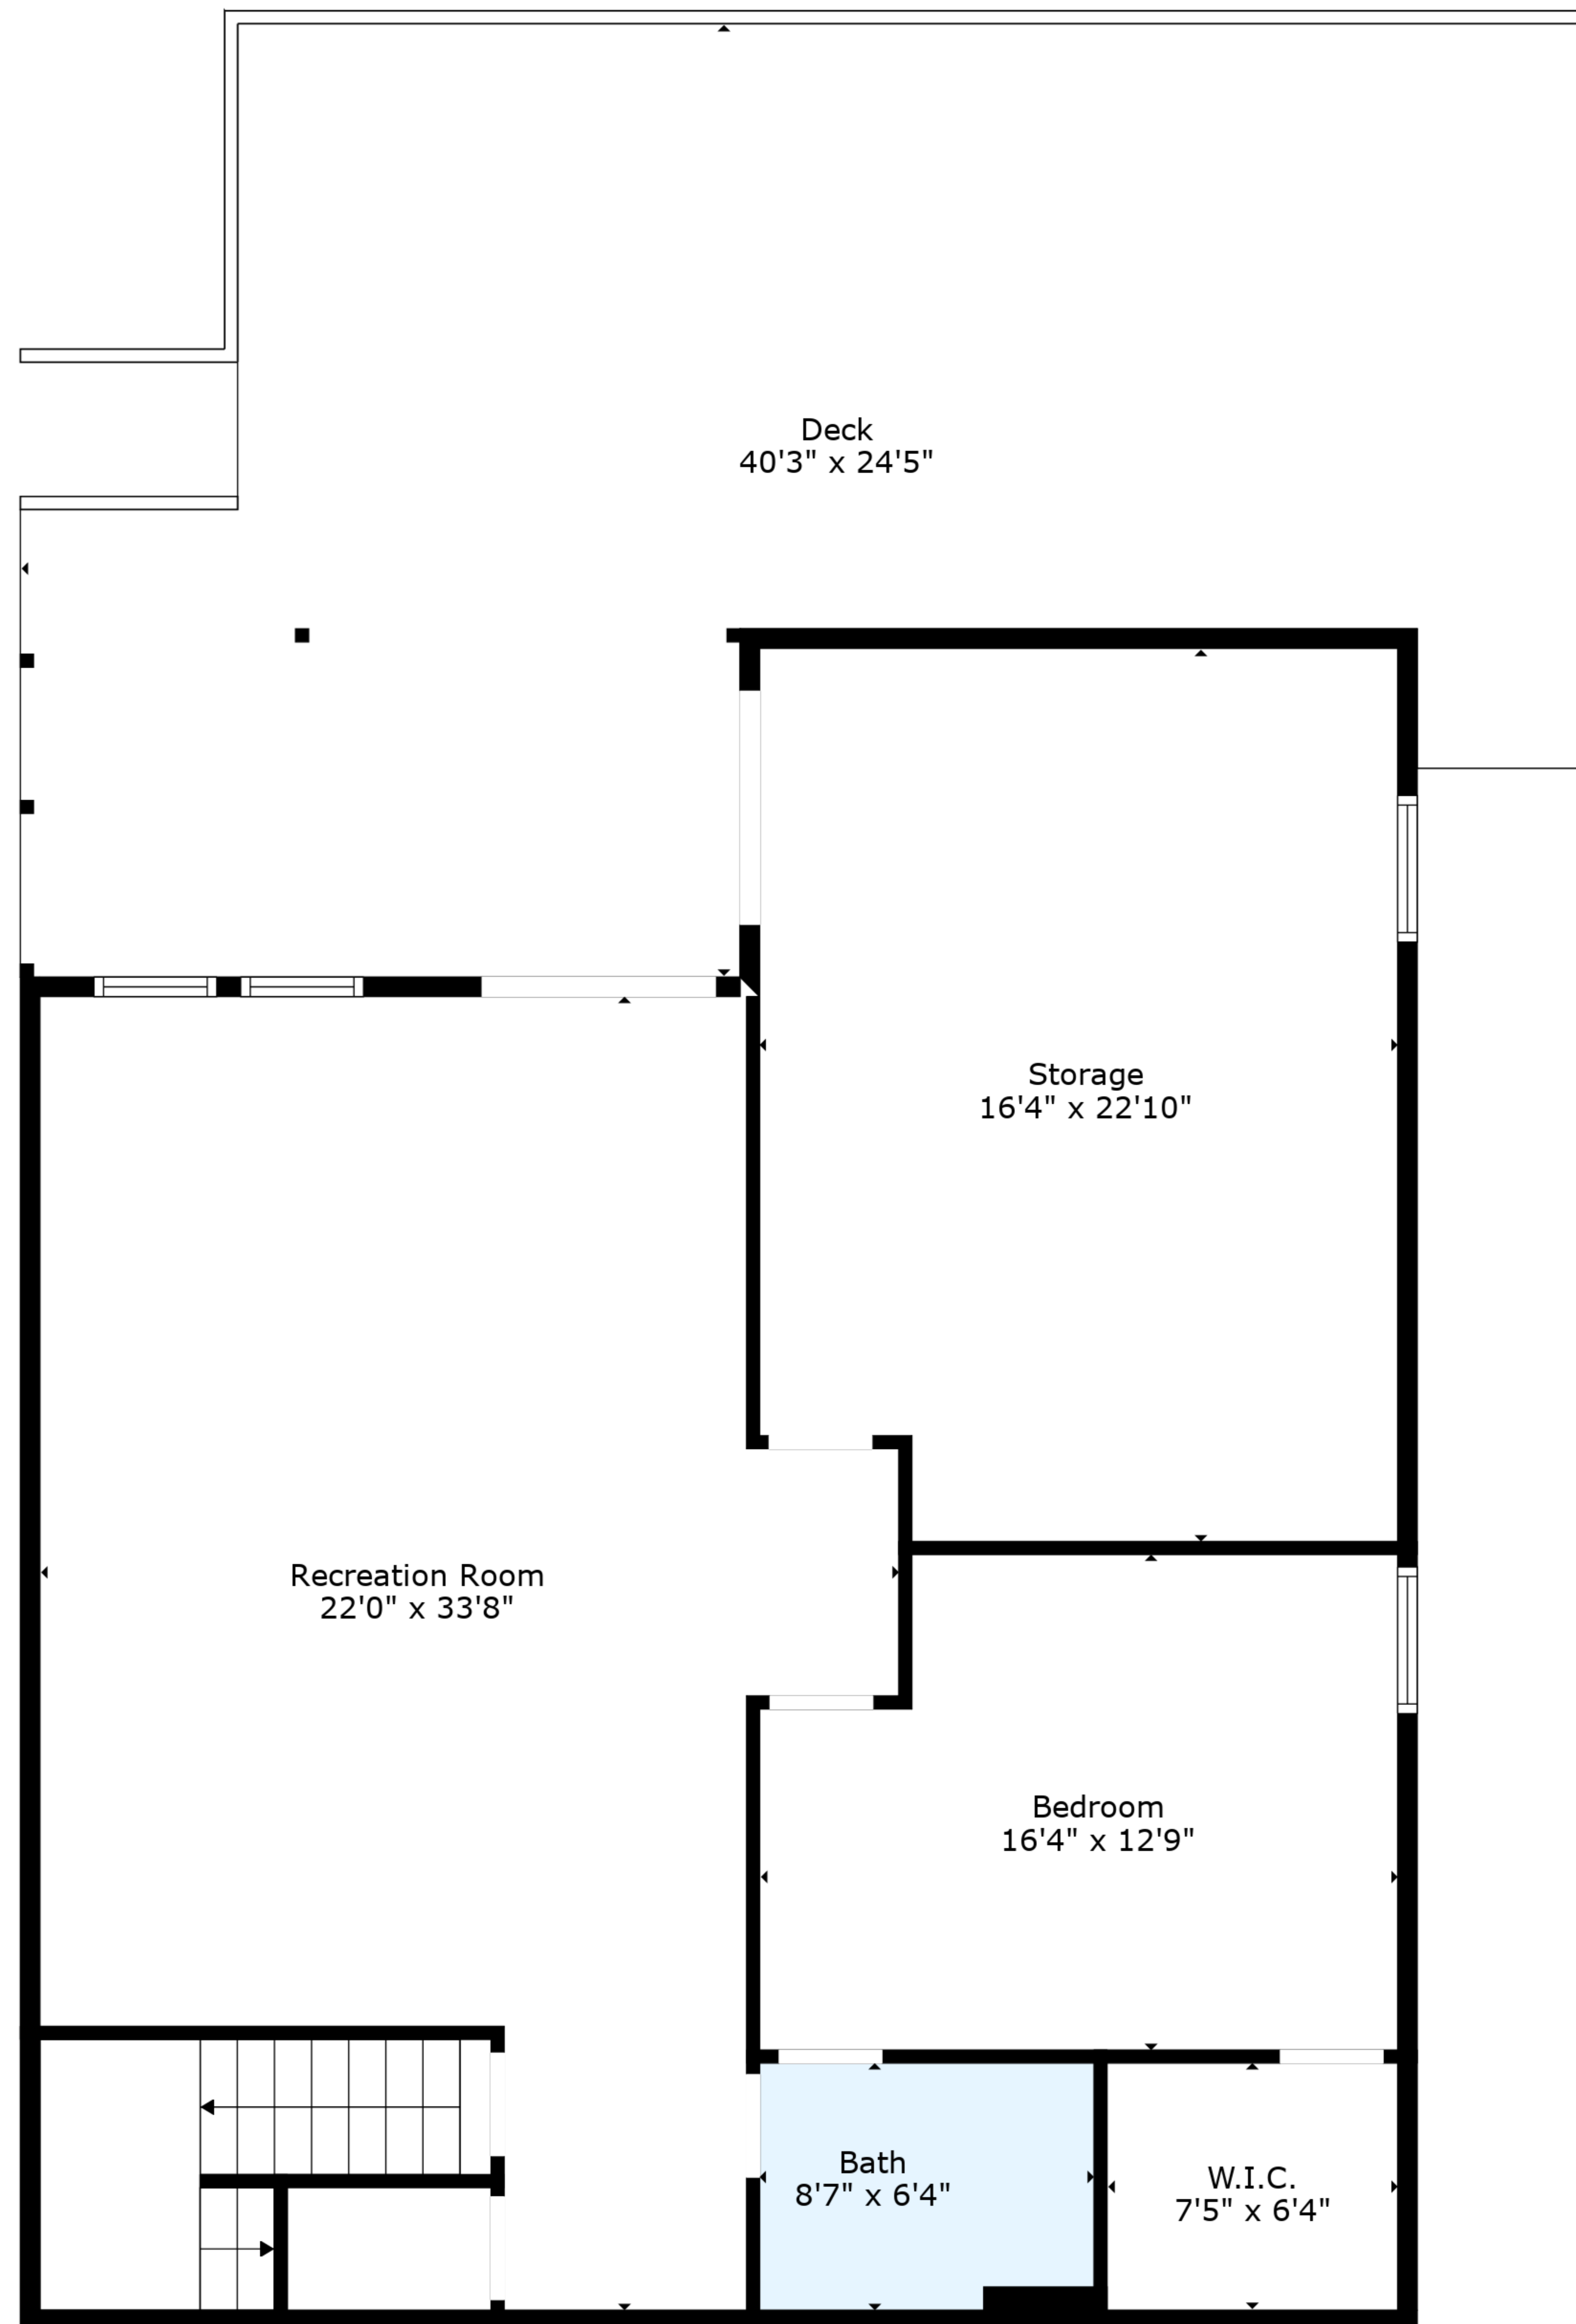 Deck
40'3" x 24'5"
Storage
16'4" x 22'10"
Recreation Room
22'0" x 33'8"
Bedroom
16'4" x 12'9"
Bath
8'7" x 6'4"
W.I.C.
7'5" x 6'4"